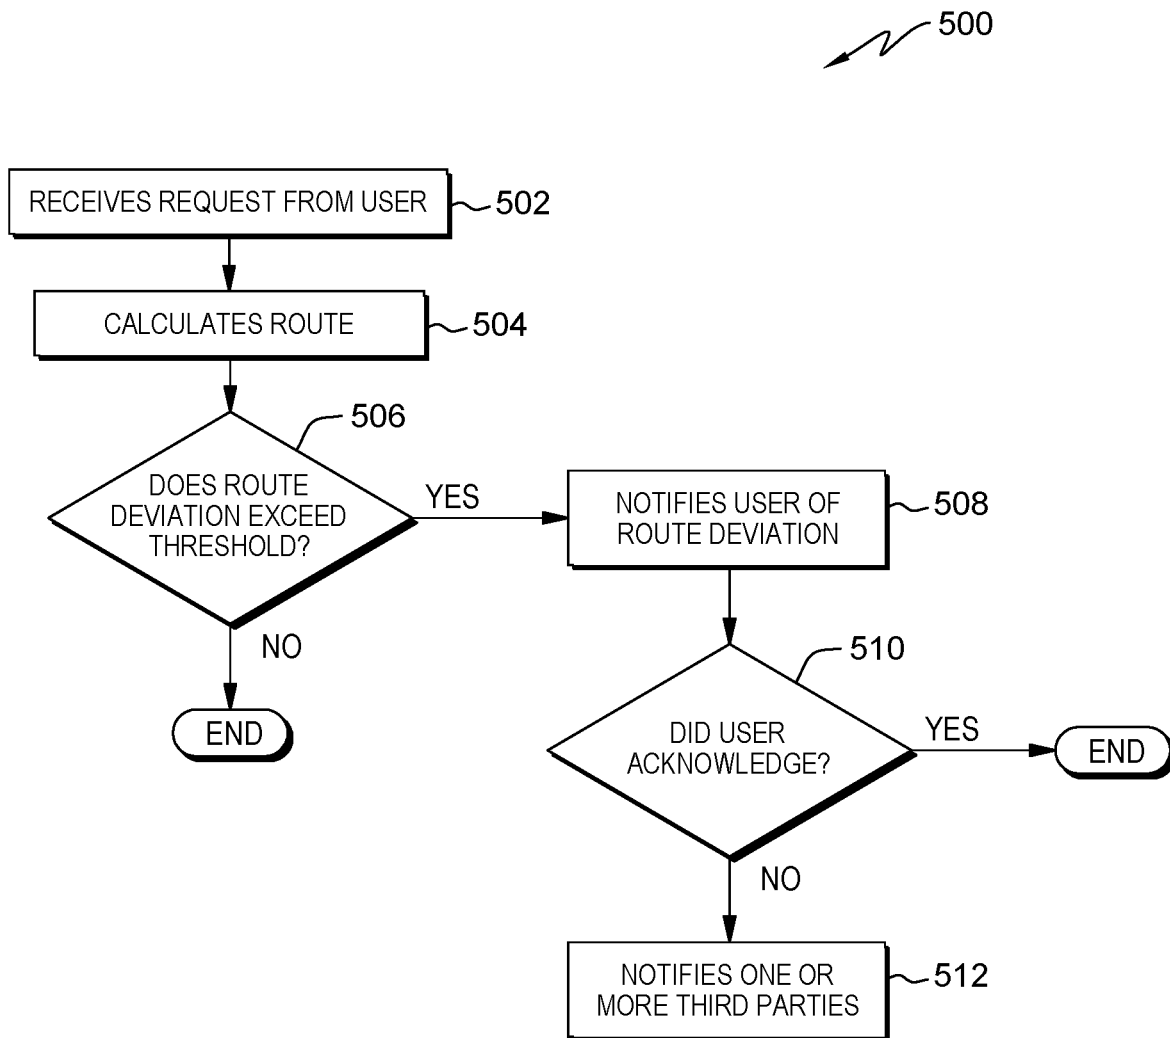 500
RECEIVES REQUEST FROM USER
502
CALCULATES ROUTE
504
506
DOES ROUTE
DEVIATION EXCEED
THRESHOLD?
YES
NO
END
NOTIFIES USER OF
ROUTE DEVIATION
508
510
DID USER
ACKNOWLEDGE?
YES
END
NO
NOTIFIES ONE OR
MORE THIRD PARTIES
512